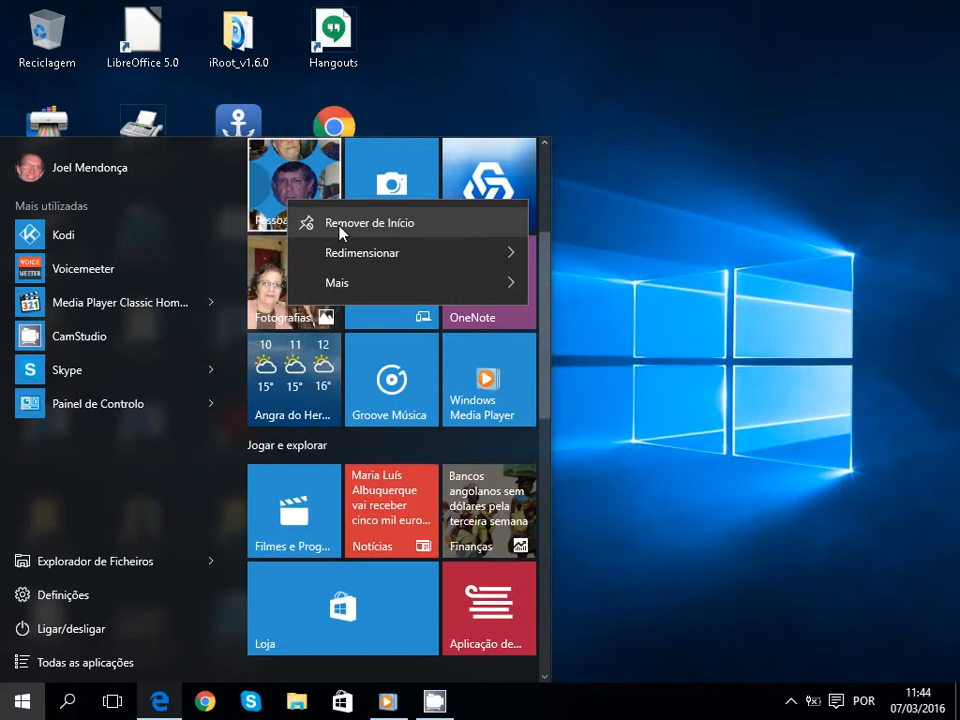 Reciclagem
LibreOffice 5.0
iRoot_v1.6.0
Hangouts
Joel Mendonça
Mais utilizadas
Kodi
VOICE
MEETER
Voicemeeter
321
Media Player Classic Hom...
CamStudio
Skype
Painel de Controlo
Explorador de Ficheiros
Definições
Ligar/desligar
Todas as aplicações
Remover de Início
Redimensionar
Mais
Fotografias
OneNote
10 11 12
15° 15° 16°
Angra do Her...
Groove Música
Windows
Media Player
Jogar e explorar
Filmes e Prog...
Maria Luís
Albuquerque
vai receber
cinco mil euro...
Notícias
Bancos
angolanos sem
dólares pela
terceira semana
Finanças
Loja
Aplicação de...
POR
11:44
07/03/2016